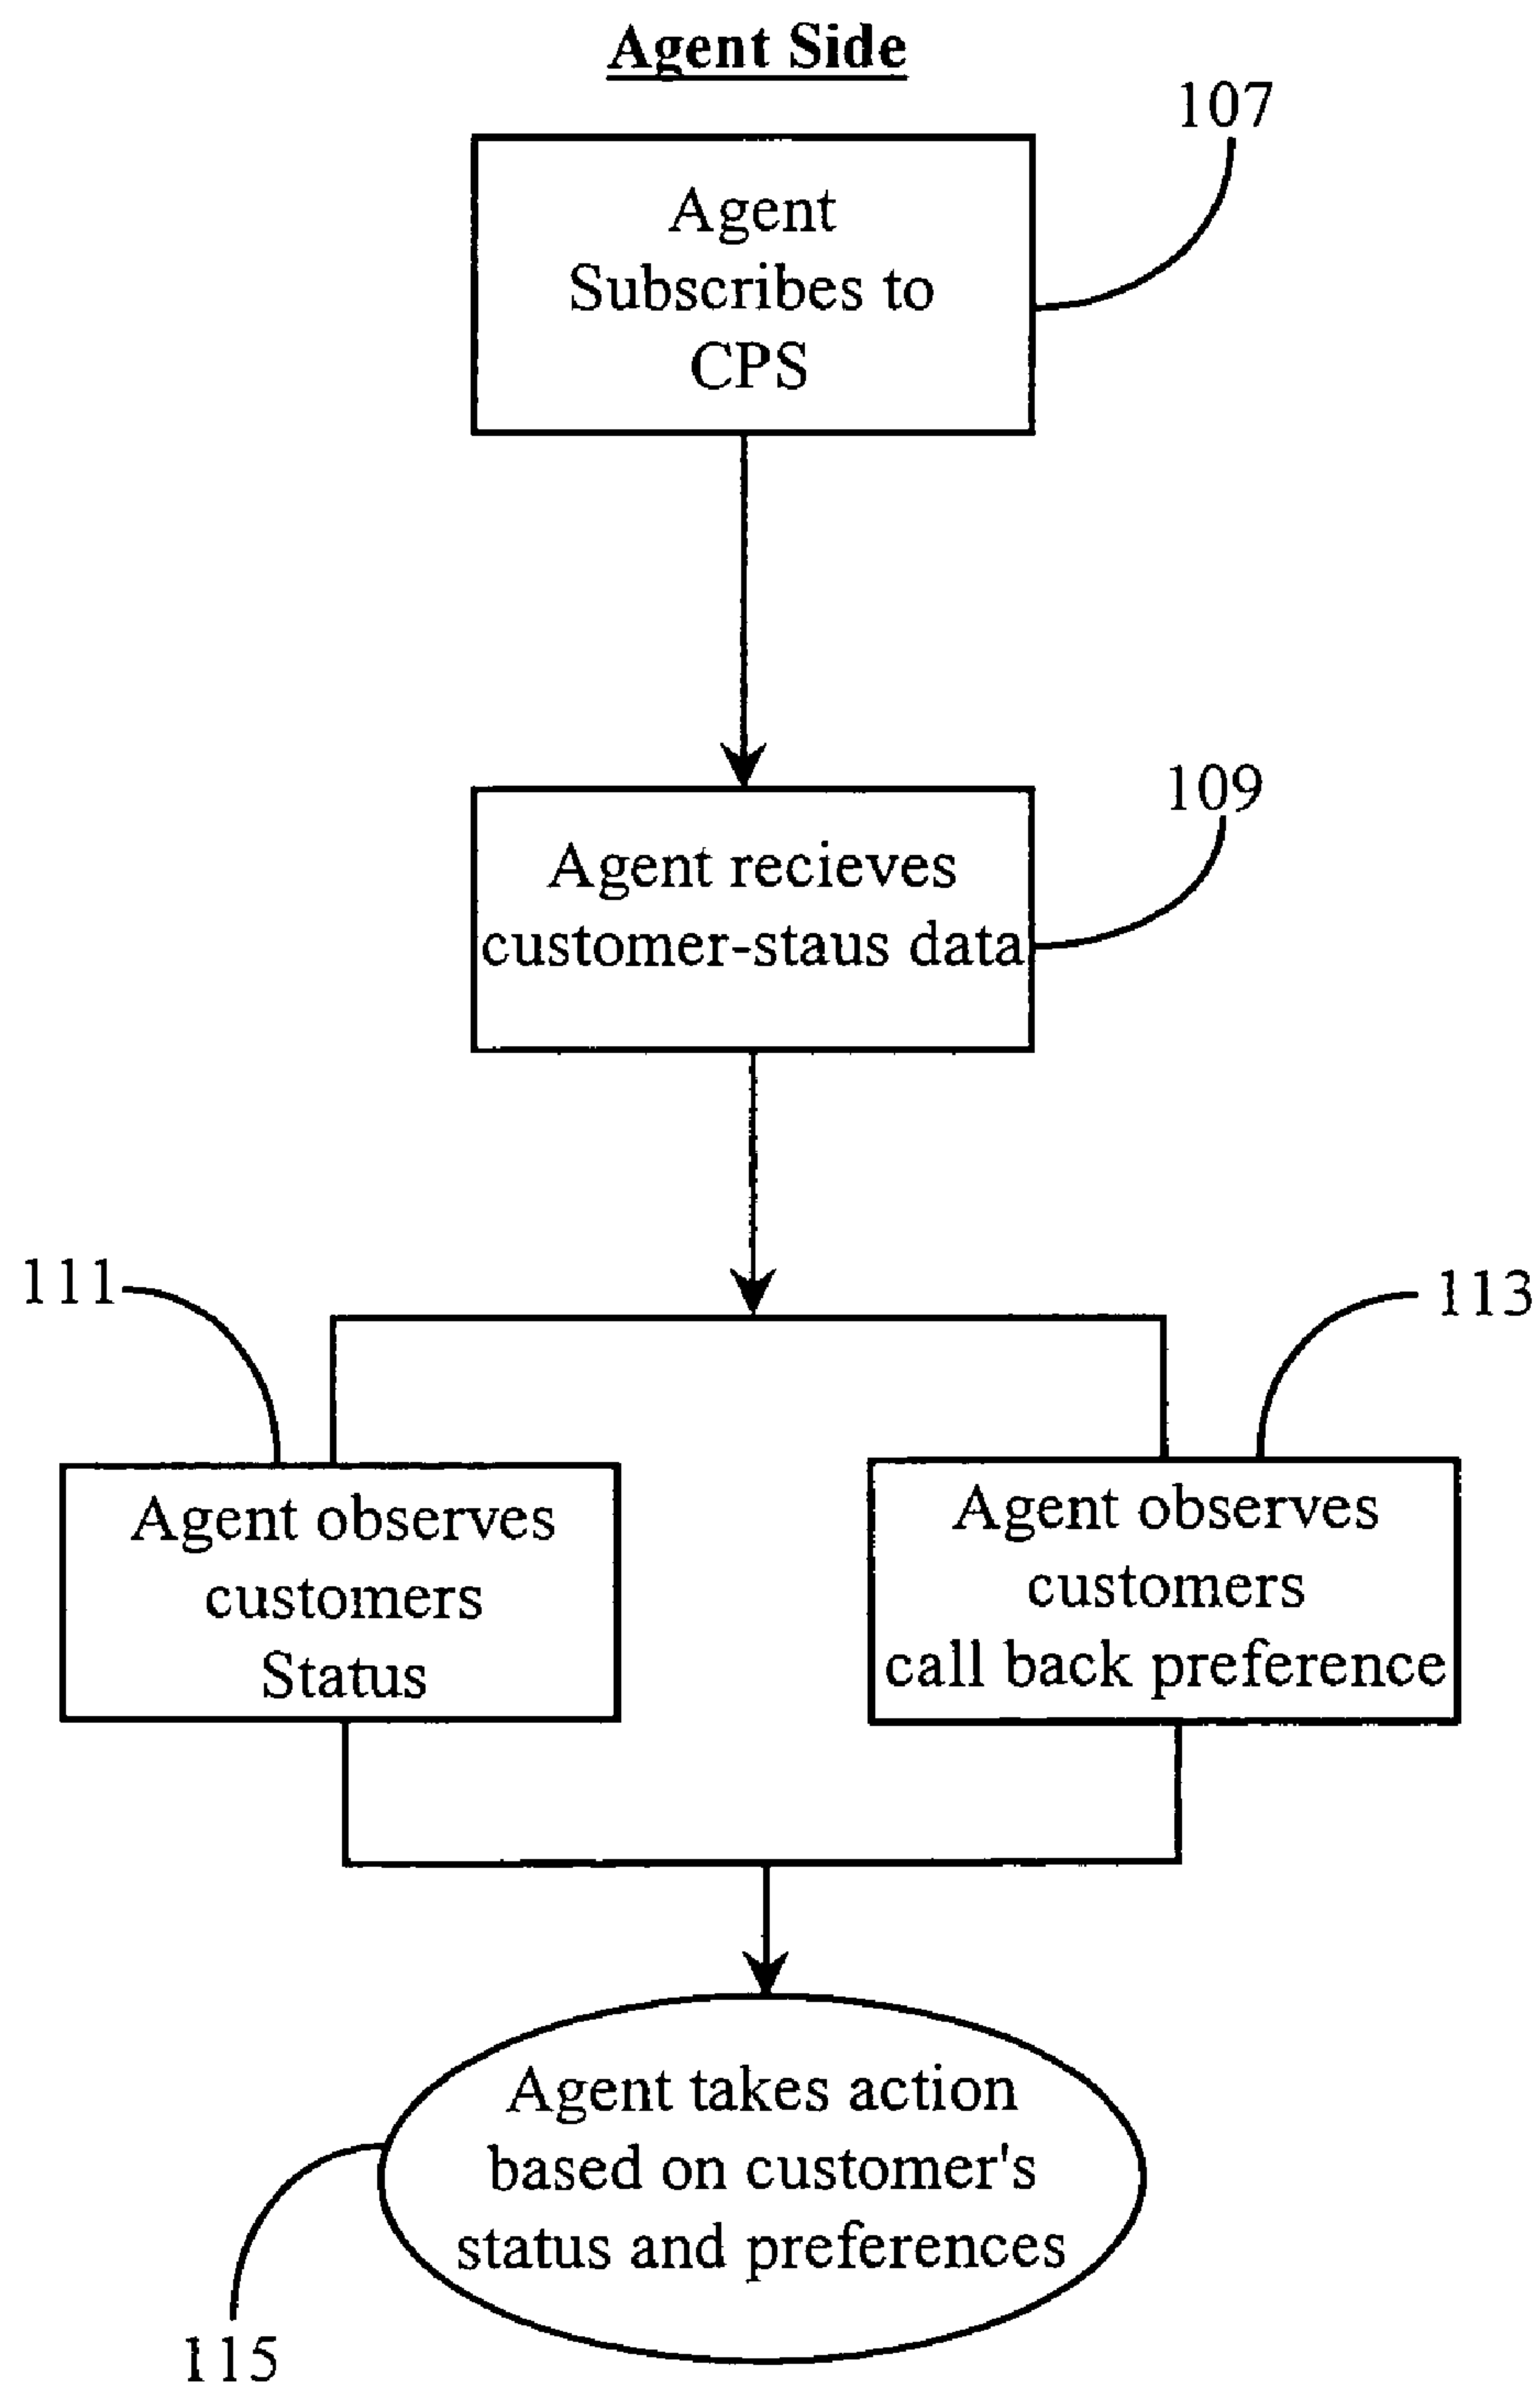 Agent Side
107
Agent
Subscribes to
CPS
109
Agent recieves
customer-staus data
111
113
Agent observes
customers
Status
Agent observes
customers
call back preference
Agent takes action
based on customer's
status and preferences
115